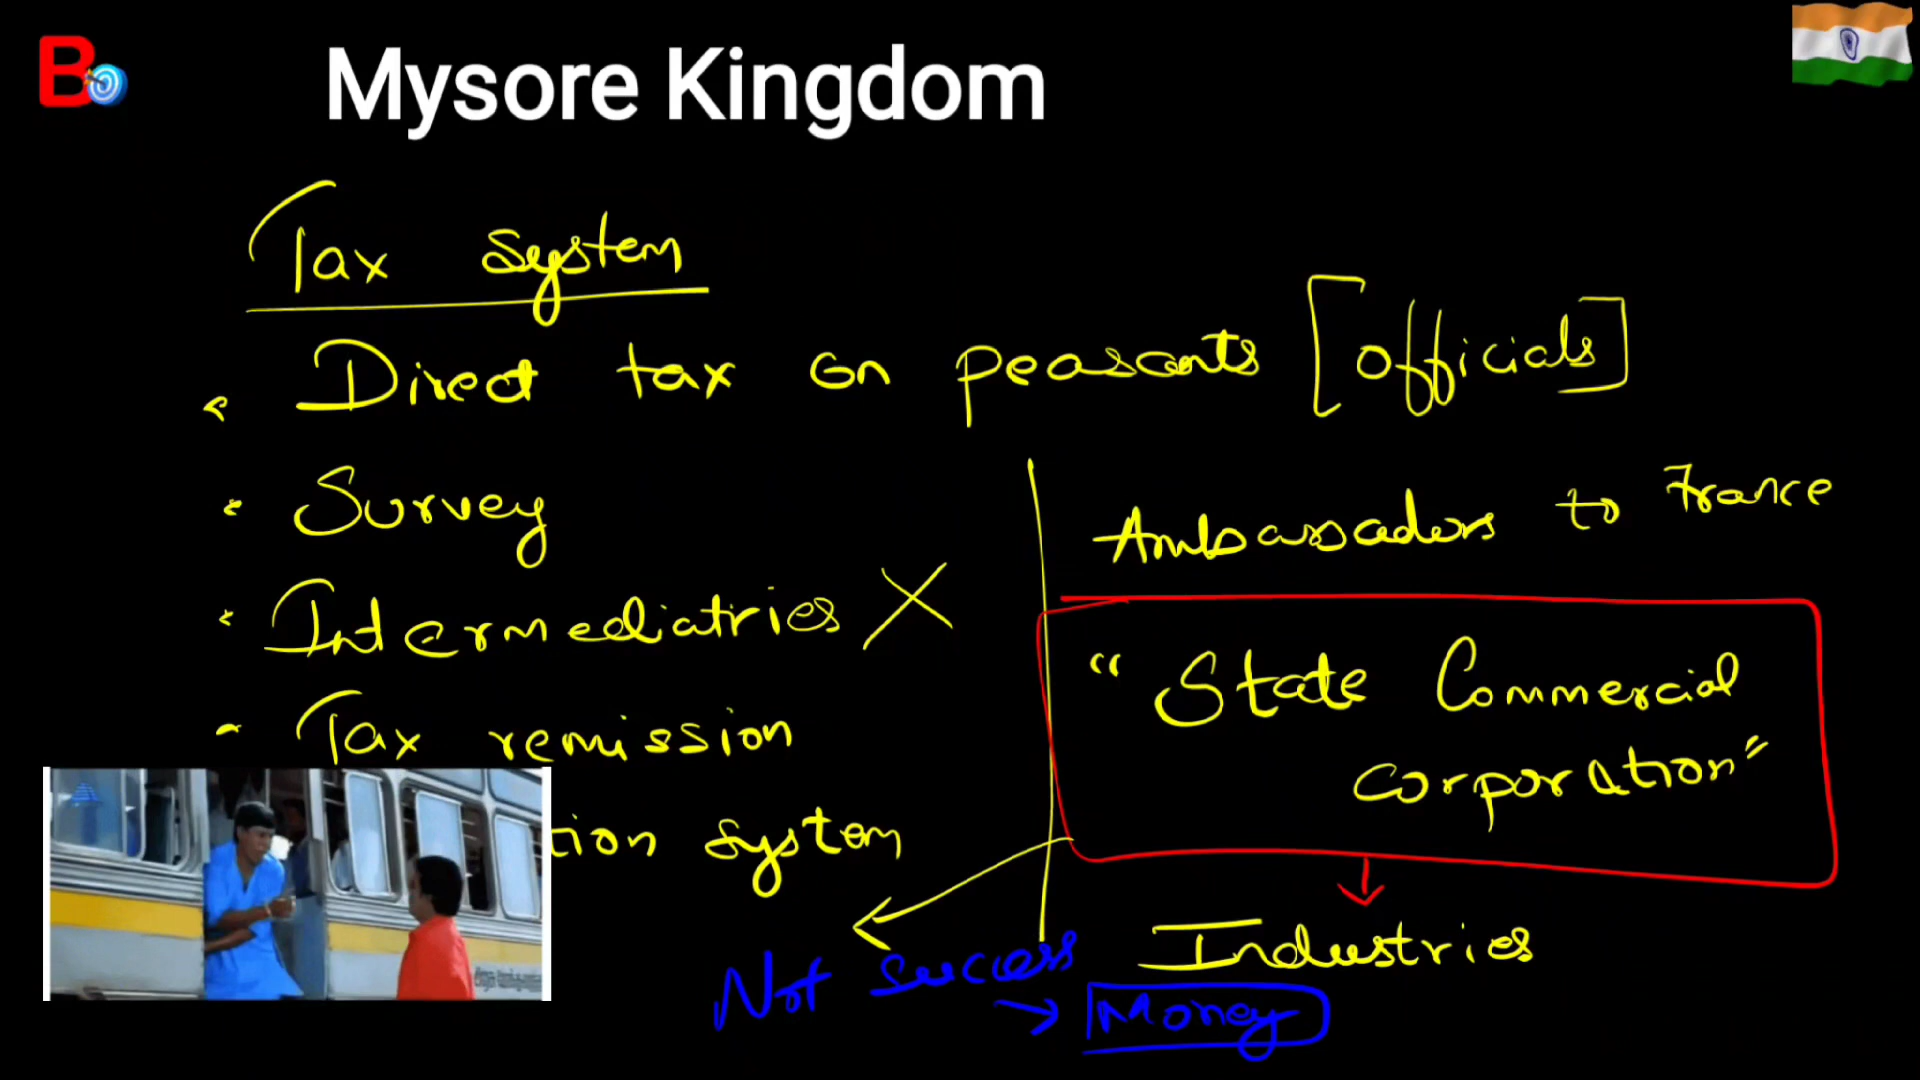 B
Mysore Kingdom
Tax system
Direct tax on peasants [officials]
Survey
Intermediatries X
Tax remission
tion system
Ambassadors to France
"State Commercial
corporation"
Industries
Not success
→ Money